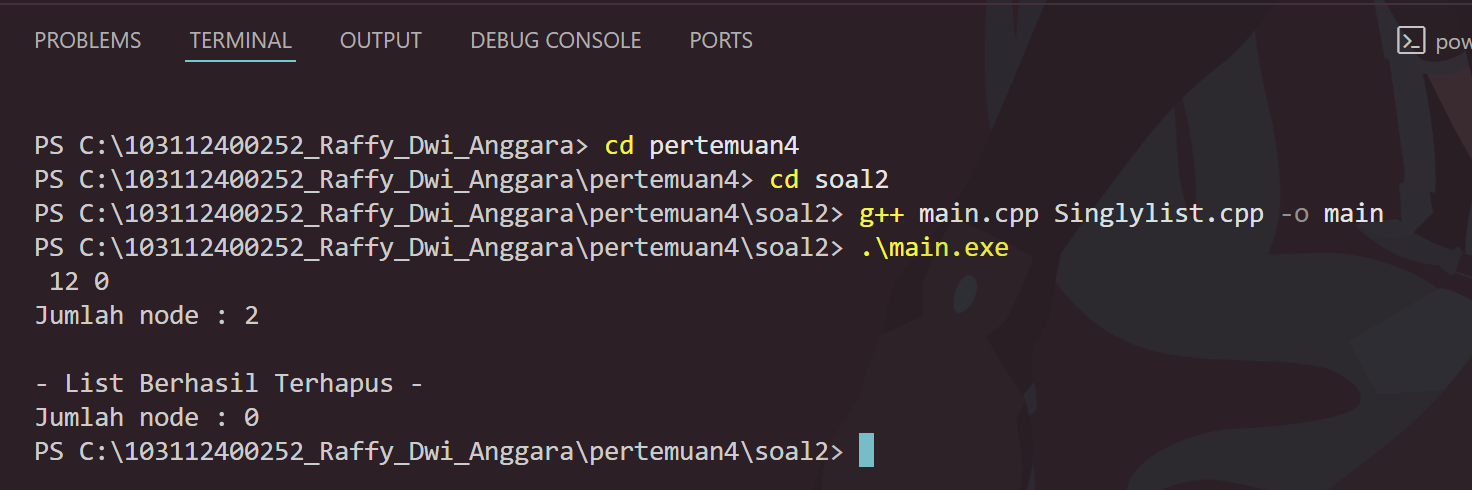 PROBLEMS TERMINAL OUTPUT DEBUG CONSOLE PORTS
PS C:\103112400252_Raffy_Dwi_Anggara> cd pertemuan4
PS C:\103112400252_Raffy_Dwi_Anggara\pertemuan4> cd soal2
PS C:\103112400252_Raffy_Dwi_Anggara\pertemuan4\soal2> g++ main.cpp Singlylist.cpp -o main
PS C:\103112400252_Raffy_Dwi_Anggara\pertemuan4\soal2> .\main.exe
 12 0
Jumlah node : 2
- List Berhasil Terhapus -
Jumlah node : 0
PS C:\103112400252_Raffy_Dwi_Anggara\pertemuan4\soal2>